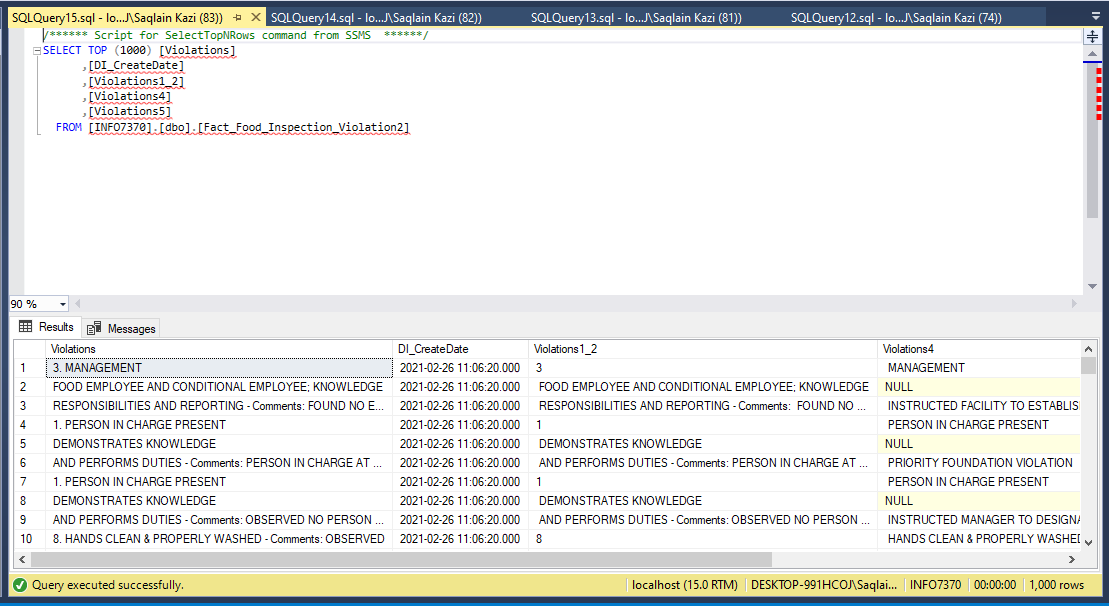 SQLQuery15.sql - lo...J\Saqlain Kazi (83)) SQLQuery14.sql - lo...J\Saqlain Kazi (82)) SQLQuery13.sql - lo...J\Saqlain Kazi (81)) SQLQuery12.sql - lo...J\Saqlain Kazi (74))
/****** Script for SelectTopNRows command from SSMS ******/
SELECT TOP (1000) [Violations]
,[DI_CreateDate]
,[Violations1_2]
,[Violations4]
,[Violations5]
FROM [INFO7370].[dbo].[Fact_Food_Inspection_Violation2]
90 %
Results Messages
Violations DI_CreateDate Violations1_2 Violations4
1 3. MANAGEMENT 2021-02-26 11:06:20.000 3 MANAGEMENT
2 FOOD EMPLOYEE AND CONDITIONAL EMPLOYEE; KNOWLEDGE 2021-02-26 11:06:20.000 FOOD EMPLOYEE AND CONDITIONAL EMPLOYEE; KNOWLEDGE NULL
3 RESPONSIBILITIES AND REPORTING - Comments: FOUND NO E... 2021-02-26 11:06:20.000 RESPONSIBILITIES AND REPORTING - Comments: FOUND NO ... INSTRUCTED FACILITY TO ESTABLIS
4 1. PERSON IN CHARGE PRESENT 2021-02-26 11:06:20.000 1 PERSON IN CHARGE PRESENT
5 DEMONSTRATES KNOWLEDGE 2021-02-26 11:06:20.000 DEMONSTRATES KNOWLEDGE NULL
6 AND PERFORMS DUTIES - Comments: PERSON IN CHARGE AT ... 2021-02-26 11:06:20.000 AND PERFORMS DUTIES - Comments: PERSON IN CHARGE AT ... PRIORITY FOUNDATION VIOLATION
7 1. PERSON IN CHARGE PRESENT 2021-02-26 11:06:20.000 1 PERSON IN CHARGE PRESENT
8 DEMONSTRATES KNOWLEDGE 2021-02-26 11:06:20.000 DEMONSTRATES KNOWLEDGE NULL
9 AND PERFORMS DUTIES - Comments: OBSERVED NO PERSON ... 2021-02-26 11:06:20.000 AND PERFORMS DUTIES - Comments: OBSERVED NO PERSON ... INSTRUCTED MANAGER TO DESIGNA
10 8. HANDS CLEAN & PROPERLY WASHED - Comments: OBSERVED 2021-02-26 11:06:20.000 8 HANDS CLEAN & PROPERLY WASHED
Query executed successfully. localhost (15.0 RTM) DESKTOP-991HCOJ\Saqlai... INFO7370 00:00:00 1,000 rows